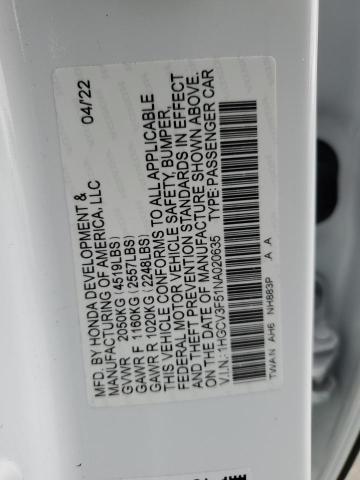 MFD. BY HONDA DEVELOPMENT & 04/22
MANUFACTURING OF AMERICA, LLC
GVWR 2050KG (4519LBS)
GAWR F 1160KG (2557LBS)
GAWR R 1020KG (2248LBS)
THIS VEHICLE CONFORMS TO ALL APPLICABLE
FEDERAL MOTOR VEHICLE SAFETY, BUMPER,
AND THEFT PREVENTION STANDARDS IN EFFECT
ON THE DATE OF MANUFACTURE SHOWN ABOVE.
V.I.N.:1HGCV3F51NA020635 TYPE:PASSENGER CAR
TWAN AH6 NH883P A A